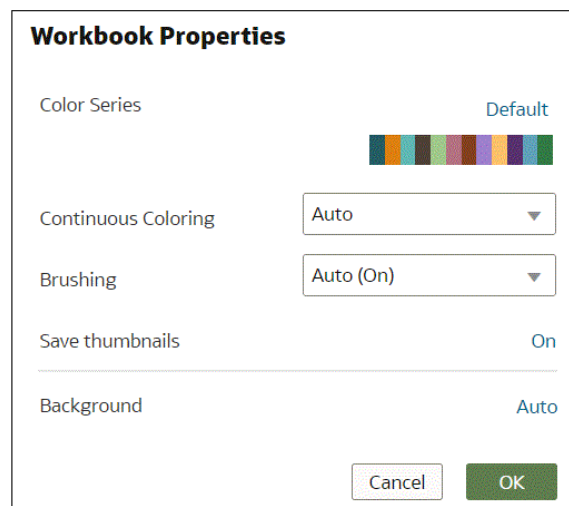 Workbook Properties
Color Series
Default
Continuous Coloring
Auto
Brushing
Auto (On)
Save thumbnails
On
Background
Auto
Cancel
OK